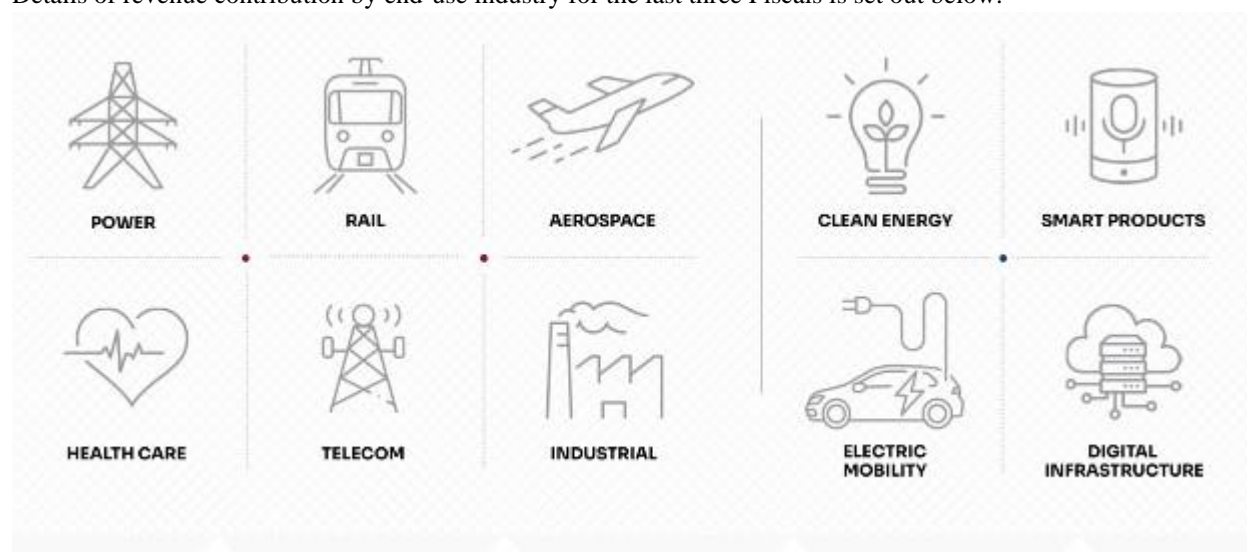 Details of revenue contribution by end-use industry for the last three Fiscals is set out below:
POWER
RAIL
AEROSPACE
CLEAN ENERGY
SMART PRODUCTS
HEALTH CARE
TELECOM
INDUSTRIAL
ELECTRIC
MOBILITY
DIGITAL
INFRASTRUCTURE